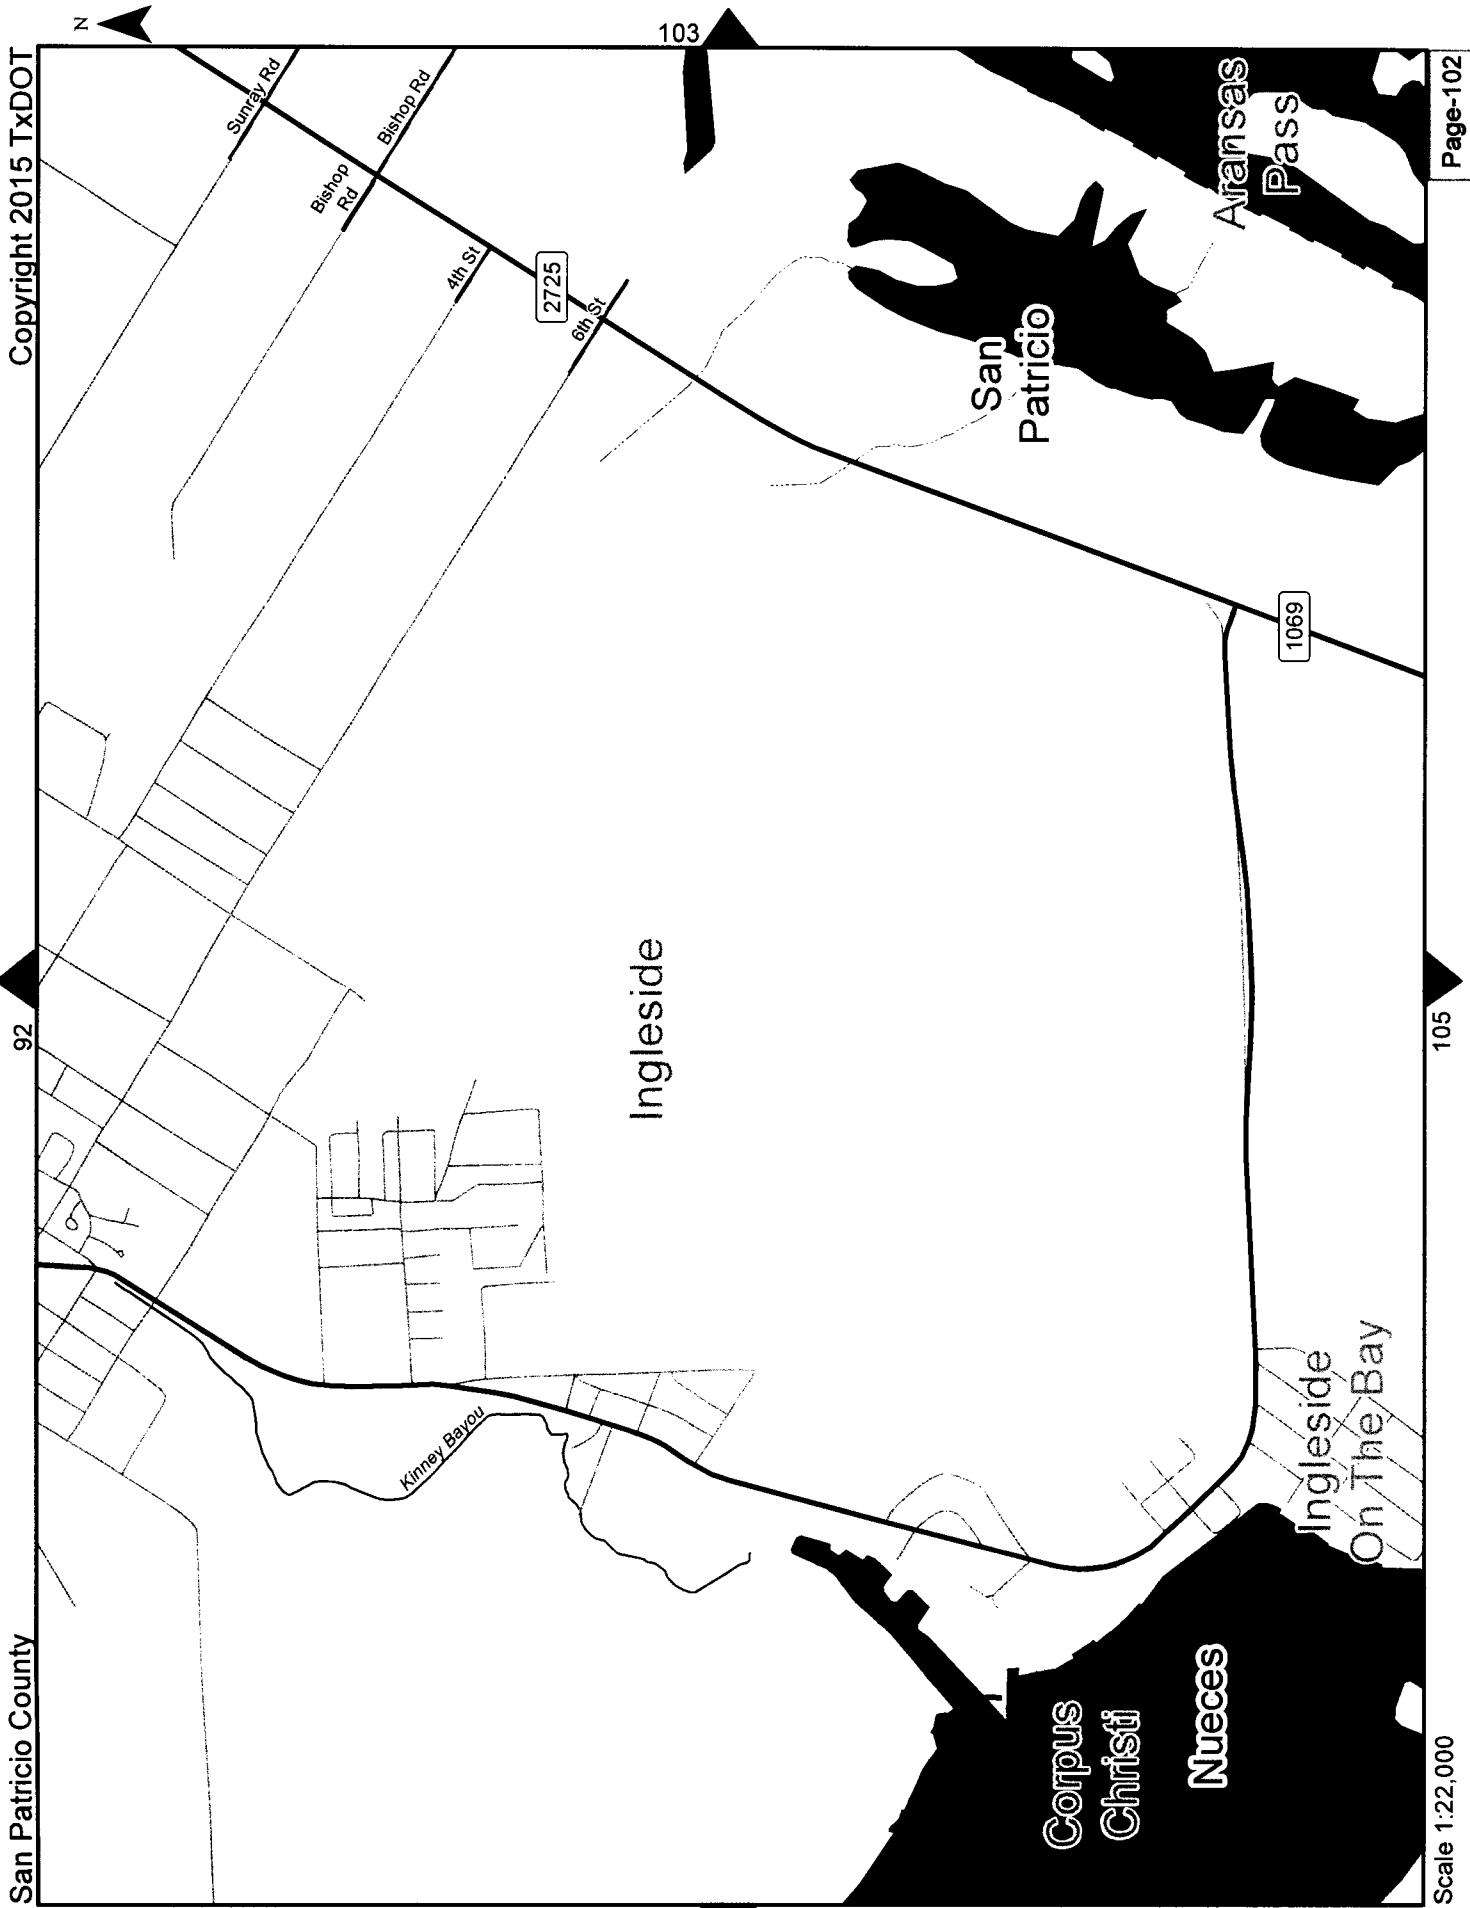 San Patricio County
Copyright 2015 TxDOT
N
92
Sunray Rd
Bishop Rd
Bishop
Rd
4th St
2725
6th St
103
Kinney Bayou
Ingleside
San
Patricio
Aransas
Pass
1069
Corpus
Christi
Nueces
Ingleside
On The Bay
Scale 1:22,000
105
Page-102